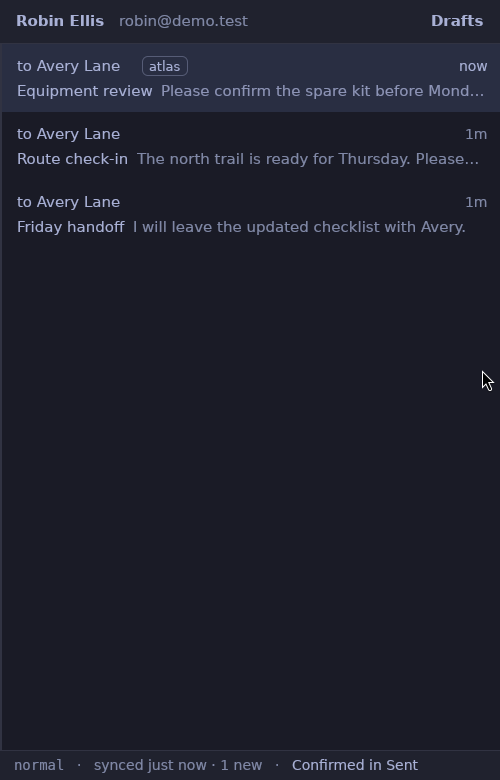 Robin Ellis robin@demo.test Drafts
to Avery Lane atlas now
Equipment review Please confirm the spare kit before Mond…
to Avery Lane 1m
Route check-in The north trail is ready for Thursday. Please…
to Avery Lane 1m
Friday handoff I will leave the updated checklist with Avery.
normal · synced just now · 1 new · Confirmed in Sent